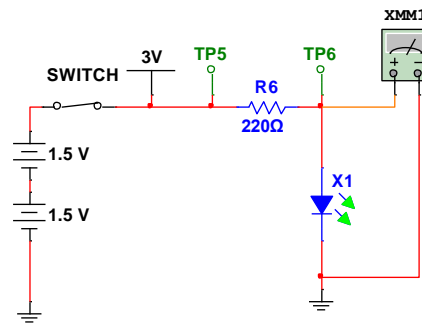 XMM1
3V
TP5
TP6
SWITCH
R6
220Ω
1.5 V
X1
1.5 V